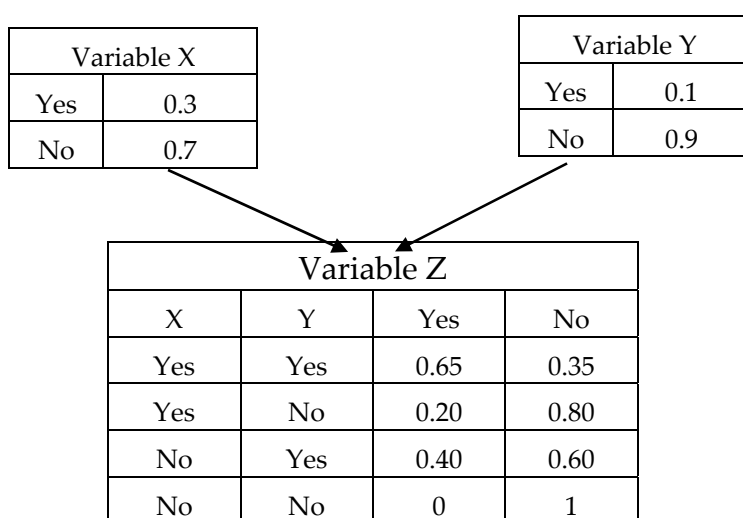 Variable X
Yes 0.3
No 0.7
Variable Y
Yes 0.1
No 0.9
Variable Z
X Y Yes No
Yes Yes 0.65 0.35
Yes No 0.20 0.80
No Yes 0.40 0.60
No No 0 1